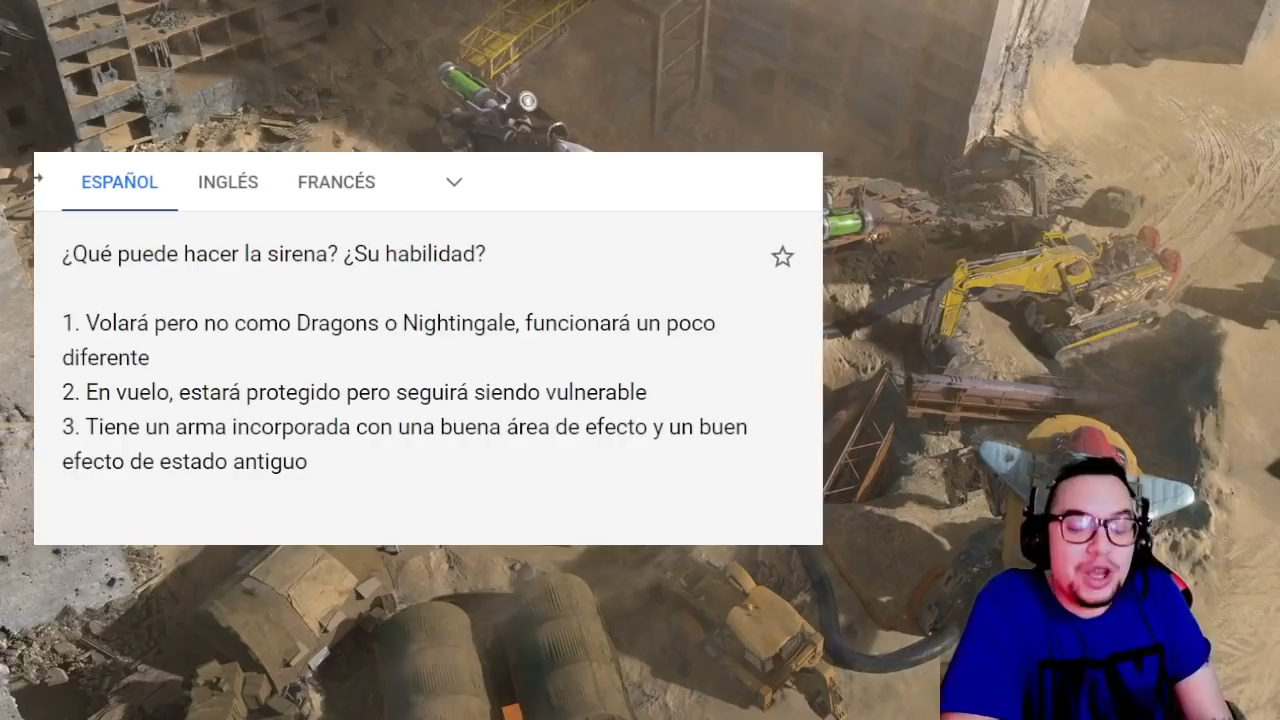 ESPAÑOL INGLÉS FRANCÉS
¿Qué puede hacer la sirena? ¿Su habilidad?
1. Volará pero no como Dragons o Nightingale, funcionará un poco
diferente
2. En vuelo, estará protegido pero seguirá siendo vulnerable
3. Tiene un arma incorporada con una buena área de efecto y un buen
efecto de estado antiguo